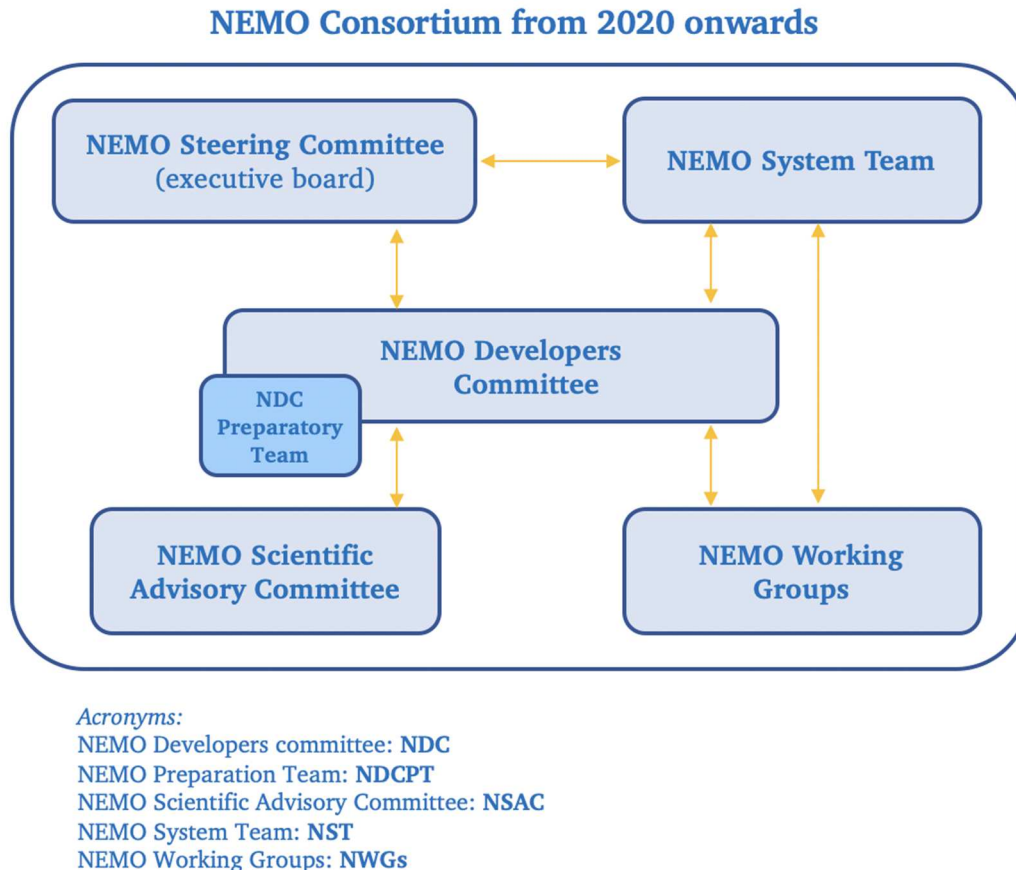 NEMO Consortium from 2020 onwards
NEMO Steering Committee
(executive board)
NEMO System Team
NEMO Developers
Committee
NDC
Preparatory
Team
NEMO Scientific
Advisory Committee
NEMO Working
Groups
Acronyms:
NEMO Developers committee: NDC
NEMO Preparation Team: NDCPT
NEMO Scientific Advisory Committee: NSAC
NEMO System Team: NST
NEMO Working Groups: NWGs